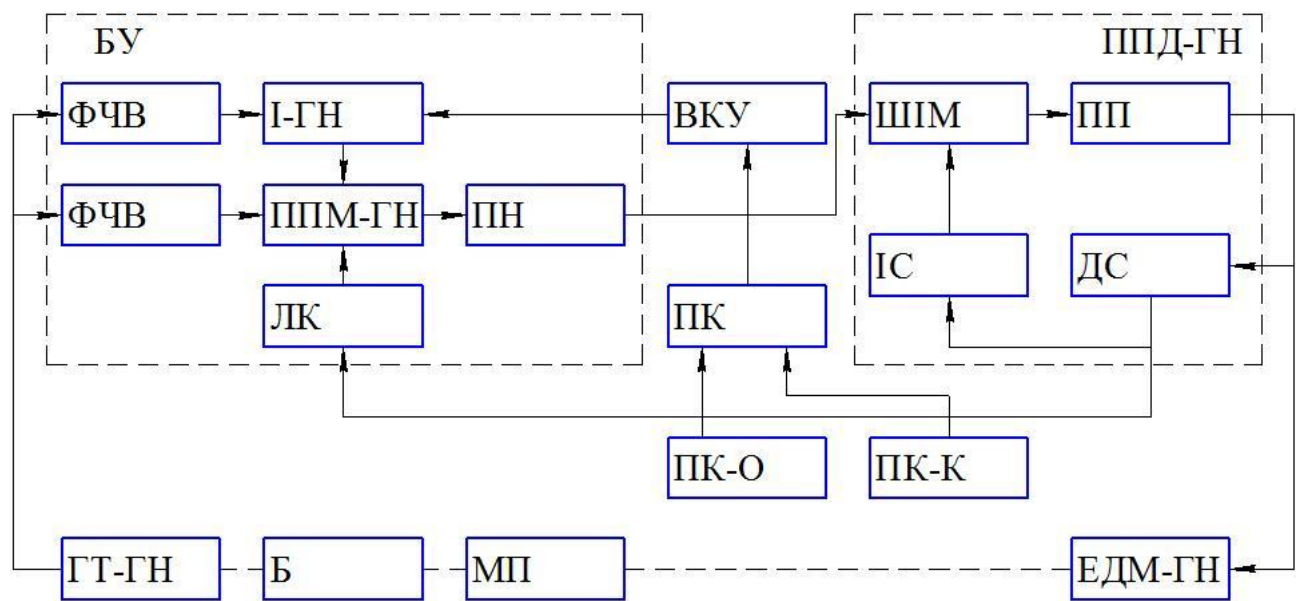 БУ
ППД-ГН
ФЧВ
І-ГН
ВКУ
ШІМ
ПП
ФЧВ
ППМ-ГН
ПН
ІС
ДС
ЛК
ПК
ПК-О
ПК-К
ГТ-ГН
Б
МП
ЕДМ-ГН